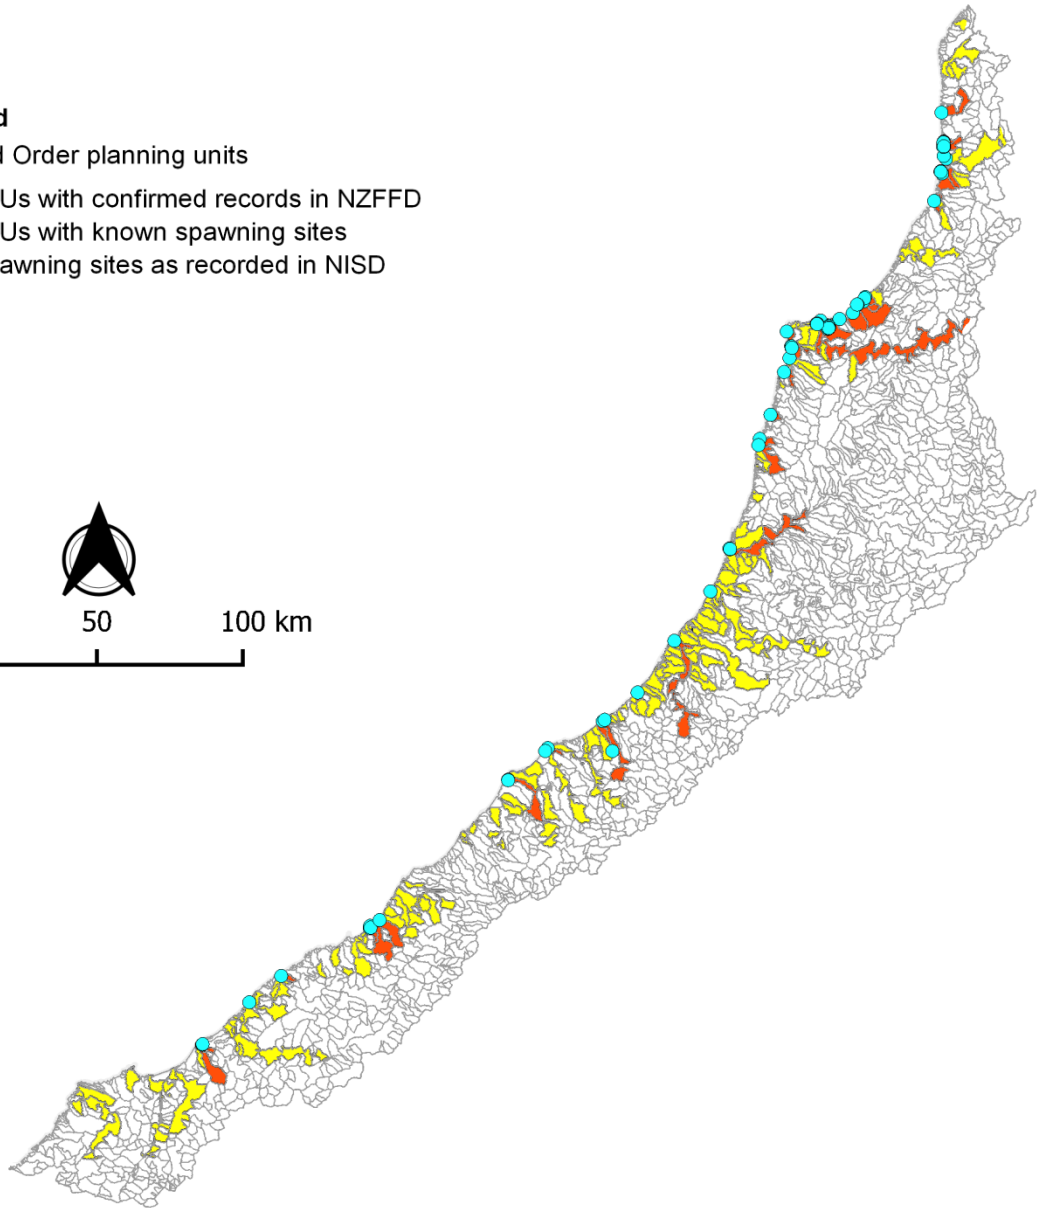 d
d Order planning units
Us with confirmed records in NZFFD
Us with known spawning sites
awning sites as recorded in NISD
50 100 km